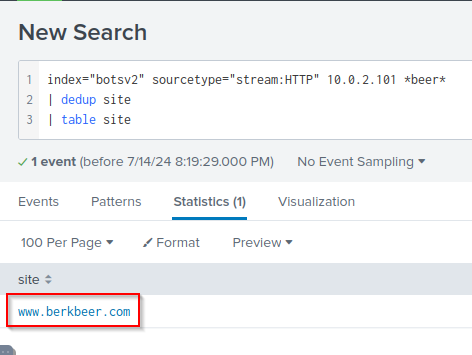 New Search
1 index="botsv2" sourcetype="stream:HTTP" 10.0.2.101 *beer*
2 | dedup site
3 | table site
✓ 1 event (before 7/14/24 8:19:29.000 PM) No Event Sampling ▾
Events Patterns Statistics (1) Visualization
100 Per Page ▾ Format Preview ▾
site
www.berkbeer.com